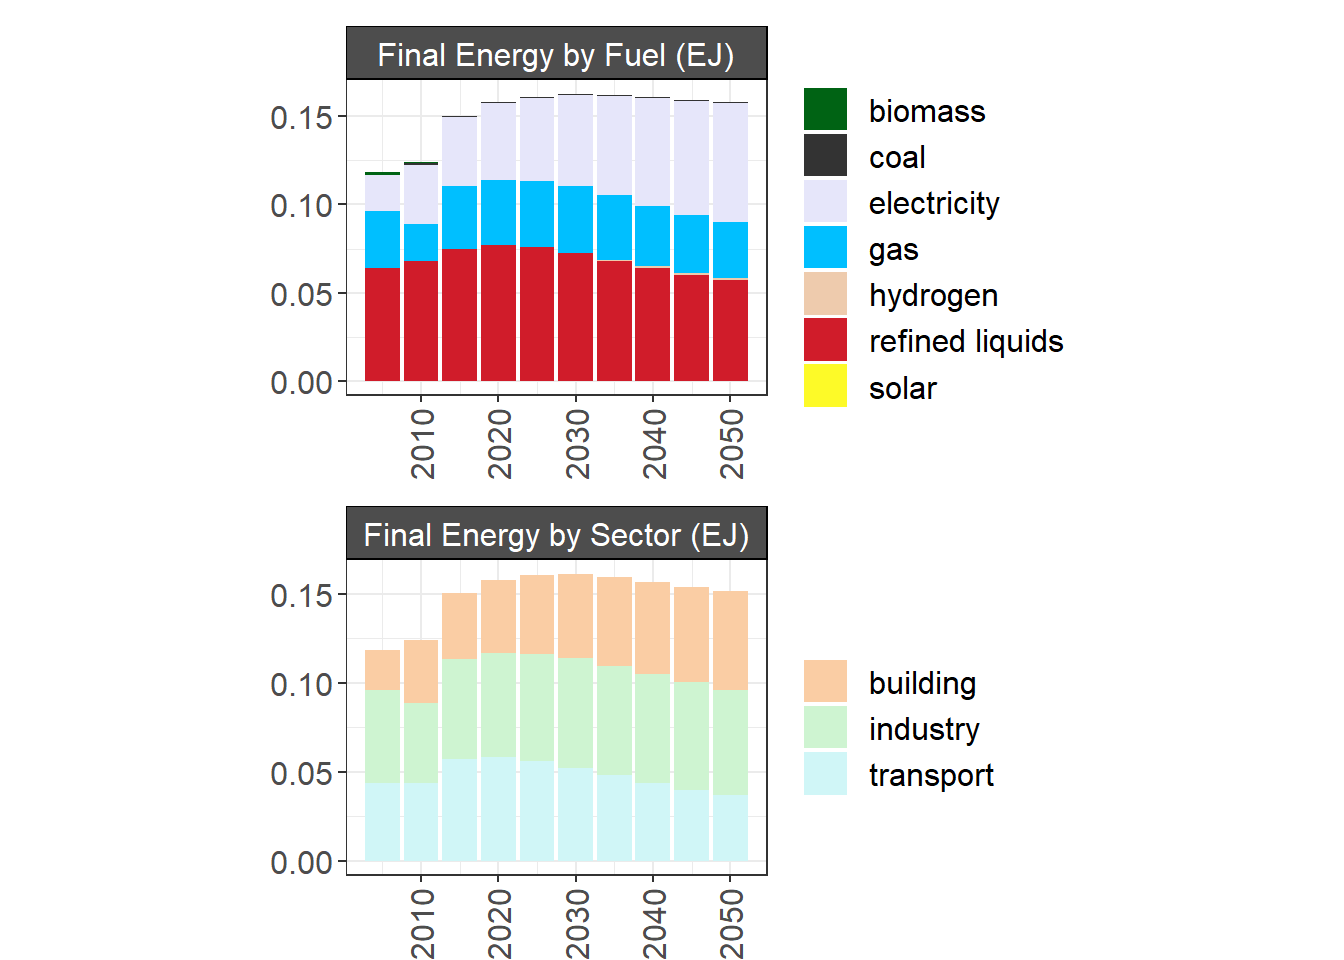 Final Energy by Fuel (EJ)
0.15
0.10
0.05
0.00
2010
2020
2030
2040
2050
biomass
coal
electricity
gas
hydrogen
refined liquids
solar
Final Energy by Sector (EJ)
0.15
0.10
0.05
0.00
2010
2020
2030
2040
2050
building
industry
transport